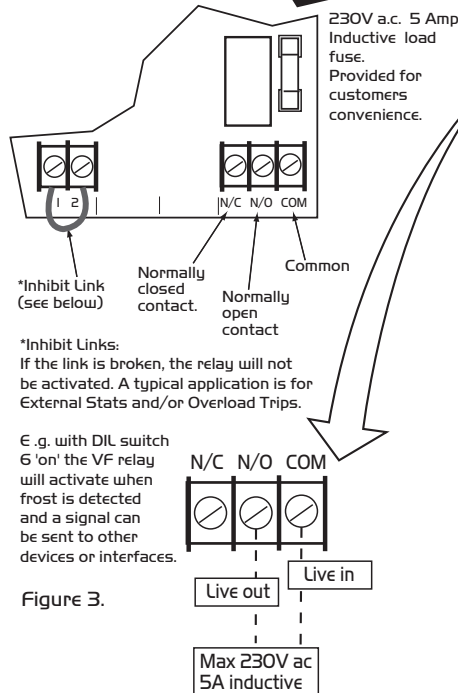 230V a.c. 5 Amp
Inductive load
fuse.
Provided for
customers
convenience.
1 2
N/C N/O COM
*Inhibit Link
(see below)
Normally
closed
contact.
Normally
open
contact
Common
*Inhibit Links:
If the link is broken, the relay will not
be activated. A typical application is for
External Stats and/or Overload Trips.
E .g. with DIL switch
6 'on' the VF relay
will activate when
frost is detected
and a signal can
be sent to other
devices or interfaces.
N/C N/O COM
Live out
Live in
Max 230V ac
5A inductive
Figure 3.